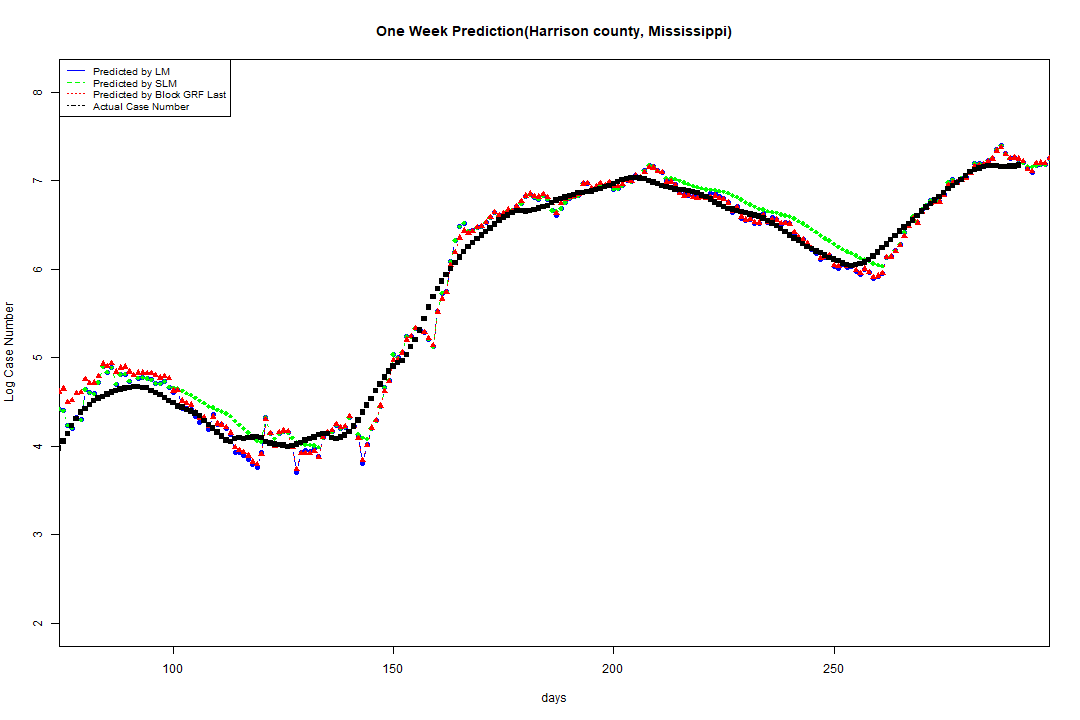 One Week Prediction(Harrison county, Mississippi)
Predicted by LM
Predicted by SLM
Predicted by Block GRF Last
Actual Case Number
8
7
6
5
4
3
2
Log Case Number
100 150 200 250
days